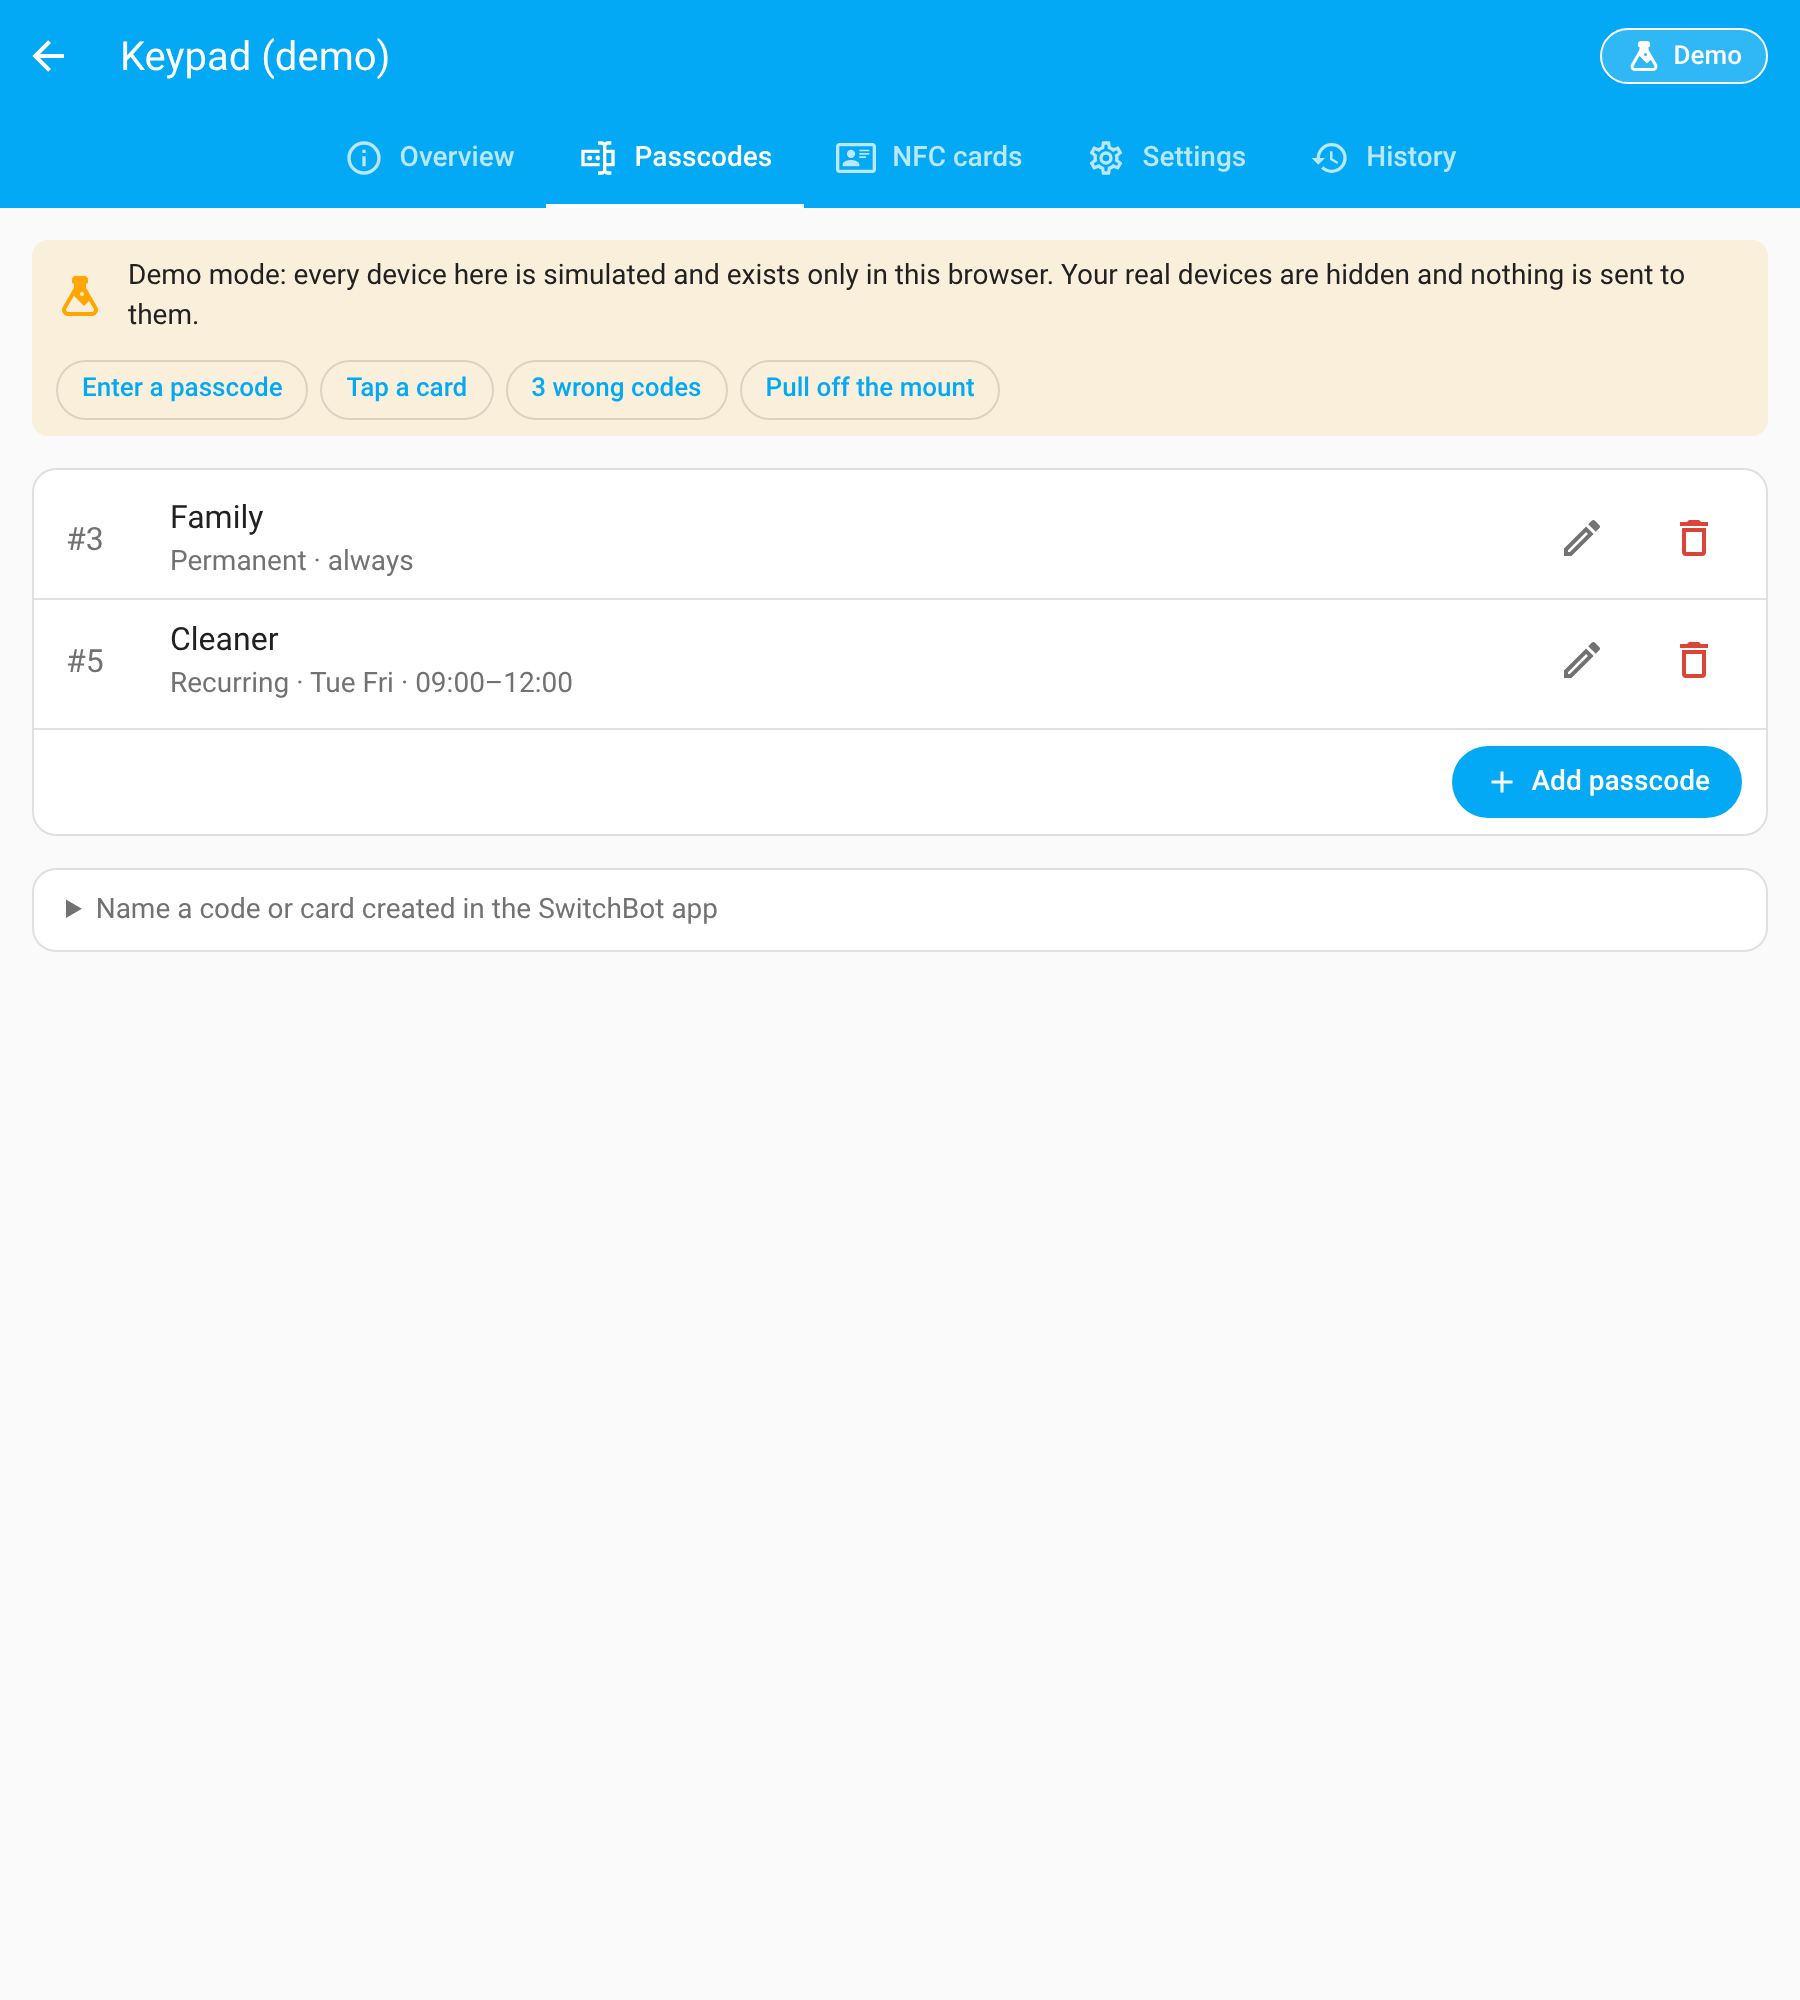 Keypad (demo)
Demo
Overview
Passcodes
NFC cards
Settings
History
Demo mode: every device here is simulated and exists only in this browser. Your real devices are hidden and nothing is sent to
them.
Enter a passcode
Tap a card
3 wrong codes
Pull off the mount
#3
Family
Permanent · always
#5
Cleaner
Recurring · Tue Fri · 09:00–12:00
Add passcode
Name a code or card created in the SwitchBot app